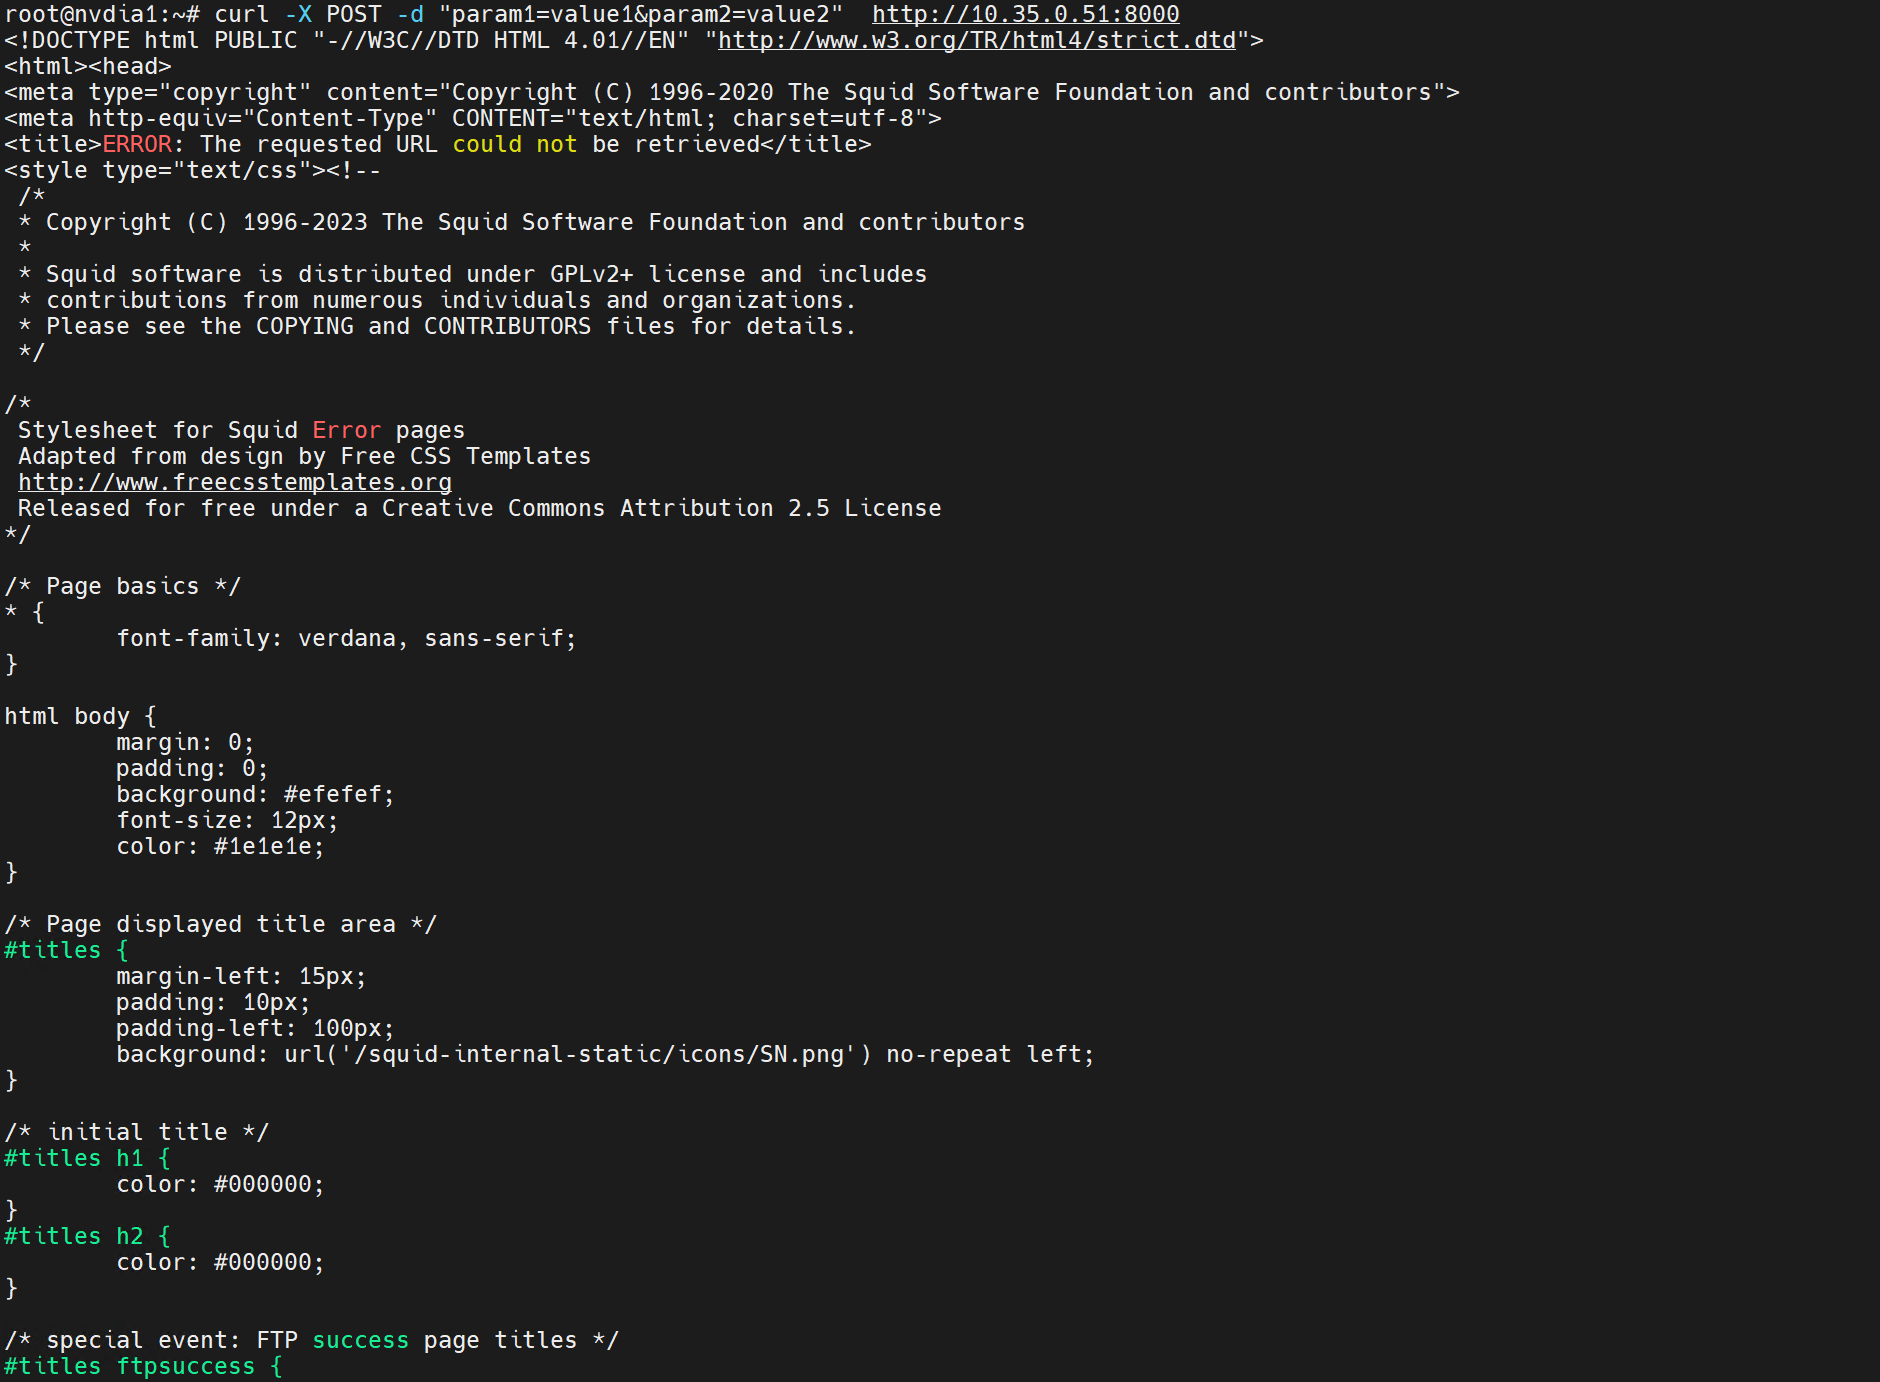 root@nvdia1:~# curl -X POST -d "param1=value1&param2=value2"  http://10.35.0.51:8000
<!DOCTYPE html PUBLIC "-//W3C//DTD HTML 4.01//EN" "http://www.w3.org/TR/html4/strict.dtd">
<html><head>
<meta type="copyright" content="Copyright (C) 1996-2020 The Squid Software Foundation and contributors">
<meta http-equiv="Content-Type" CONTENT="text/html; charset=utf-8">
<title>ERROR: The requested URL could not be retrieved</title>
<style type="text/css"><!--
 /*
 * Copyright (C) 1996-2023 The Squid Software Foundation and contributors
 *
 * Squid software is distributed under GPLv2+ license and includes
 * contributions from numerous individuals and organizations.
 * Please see the COPYING and CONTRIBUTORS files for details.
 */

/*
 Stylesheet for Squid Error pages
 Adapted from design by Free CSS Templates
 http://www.freecsstemplates.org
 Released for free under a Creative Commons Attribution 2.5 License
*/

/* Page basics */
* {
        font-family: verdana, sans-serif;
}

html body {
        margin: 0;
        padding: 0;
        background: #efefef;
        font-size: 12px;
        color: #1e1e1e;
}

/* Page displayed title area */
#titles {
        margin-left: 15px;
        padding: 10px;
        padding-left: 100px;
        background: url('/squid-internal-static/icons/SN.png') no-repeat left;
}

/* initial title */
#titles h1 {
        color: #000000;
}
#titles h2 {
        color: #000000;
}

/* special event: FTP success page titles */
#titles ftpsuccess {